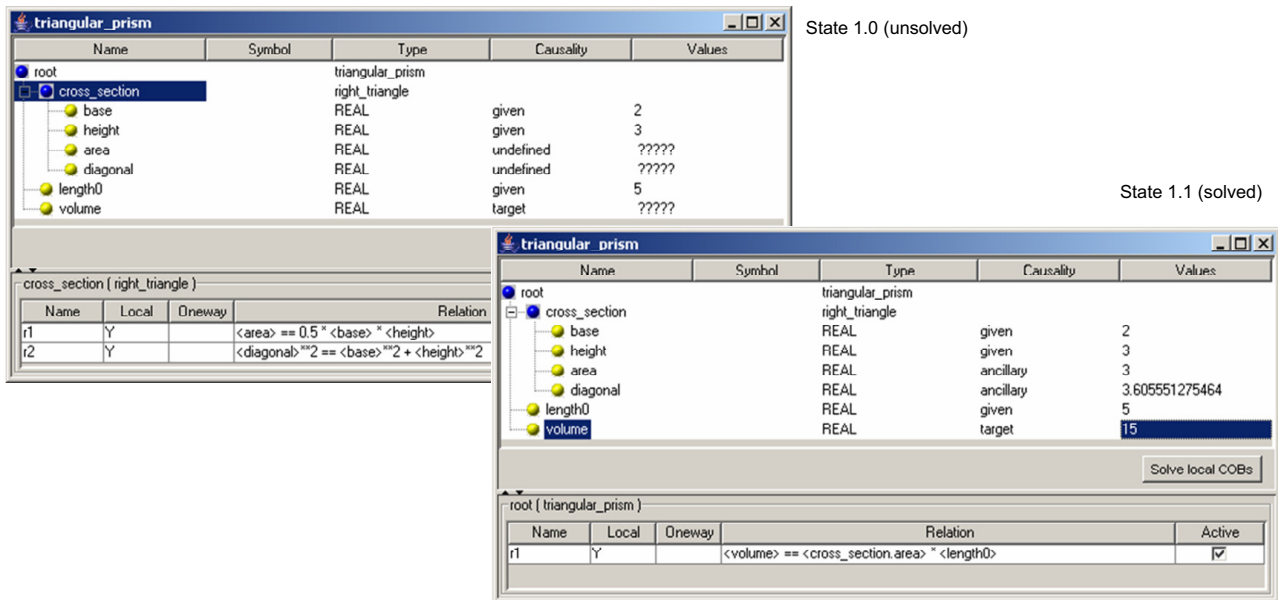 triangular_prism
State 1.0 (unsolved)
Name Symbol Type Causality Values
root triangular_prism
cross_section right_triangle
base REAL given 2
height REAL given 3
area REAL undefined ?????
diagonal REAL undefined ?????
length0 REAL given 5
volume REAL target ?????
cross_section ( right_triangle )
Name Local Oneway Relation
r1 Y <area> == 0.5 * <base> * <height>
r2 Y <diagonal>**2 == <base>**2 + <height>**2
State 1.1 (solved)
triangular_prism
Name Symbol Type Causality Values
root triangular_prism
cross_section right_triangle
base REAL given 2
height REAL given 3
area REAL ancillary 3
diagonal REAL ancillary 3.605551275464
length0 REAL given 5
volume REAL target 15
Solve local COBs
root ( triangular_prism )
Name Local Oneway Relation Active
r1 Y <volume> == <cross_section.area> * <length0>